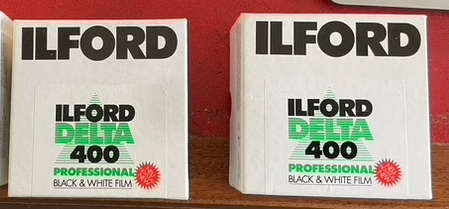 ILFORD
ILFORD
DELTA
400
PROFESSIONAL
BLACK & WHITE FILM
ILFORD
ILFORD
DELTA
400
PROFESSIONAL
BLACK & WHITE FILM